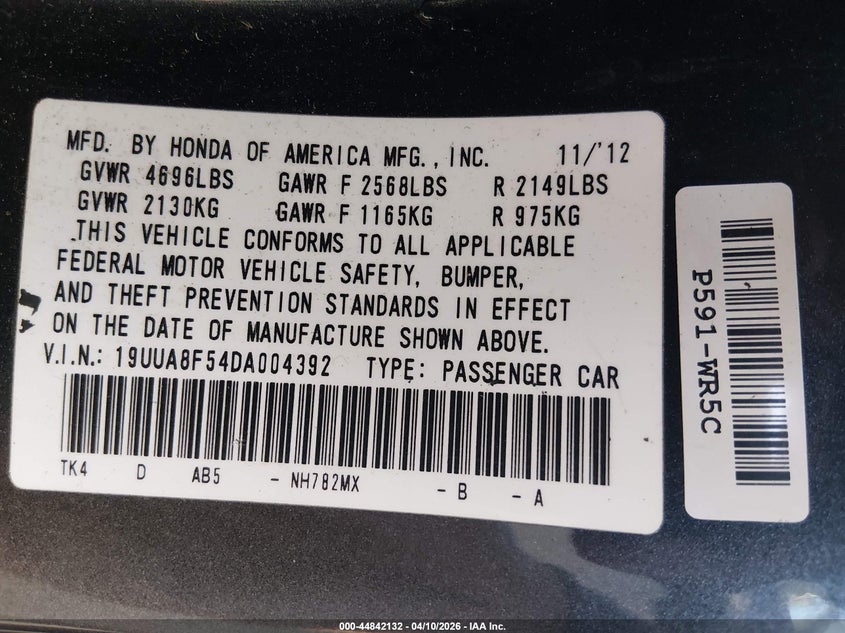 MFD. BY HONDA OF AMERICA MFG., INC. 11/'12
GVWR 4696LBS GAWR F 2568LBS R 2149LBS
GVWR 2130KG GAWR F 1165KG R 975KG
THIS VEHICLE CONFORMS TO ALL APPLICABLE
FEDERAL MOTOR VEHICLE SAFETY, BUMPER,
AND THEFT PREVENTION STANDARDS IN EFFECT
ON THE DATE OF MANUFACTURE SHOWN ABOVE.
V.I.N.: 19UUA8F54DA004392 TYPE: PASSENGER CAR
TK4 D AB5 - NH782MX - B - A
P591-WR5C
000-44842132 - 04/10/2026 - IAA Inc.